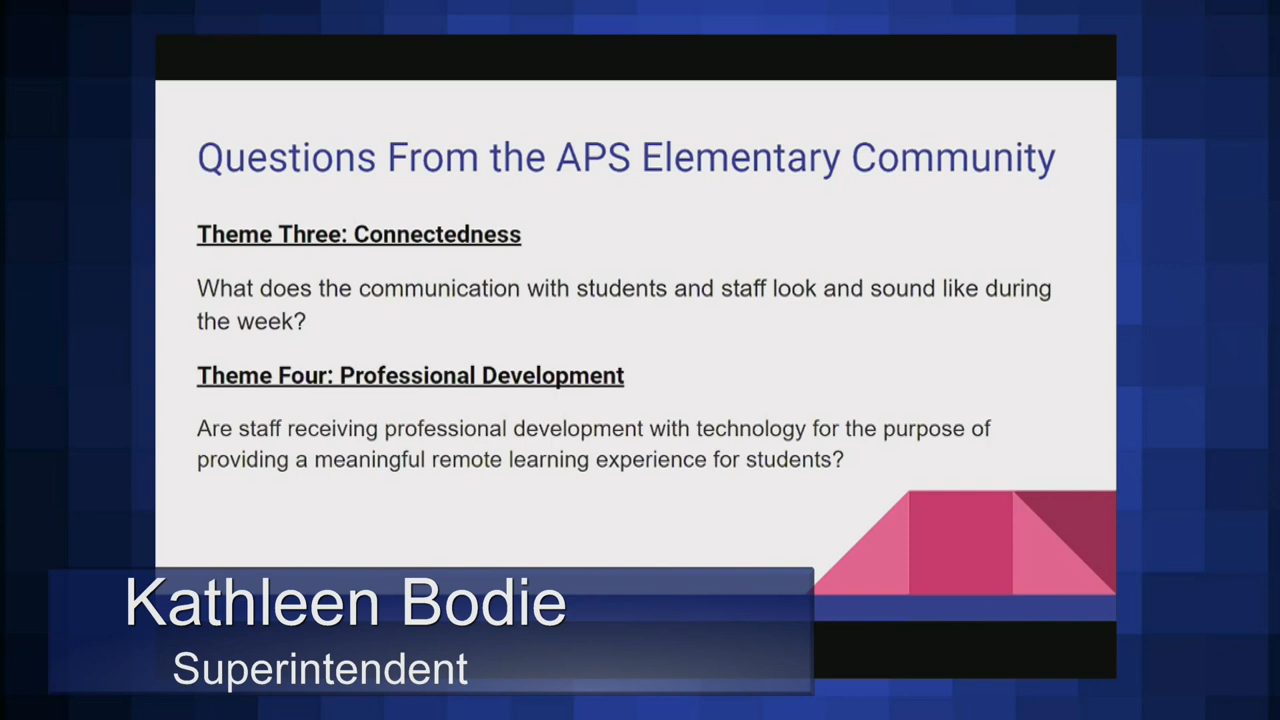 Questions From the APS Elementary Community
Theme Three: Connectedness
What does the communication with students and staff look and sound like during
the week?
Theme Four: Professional Development
Are staff receiving professional development with technology for the purpose of
providing a meaningful remote learning experience for students?
Kathleen Bodie
Superintendent